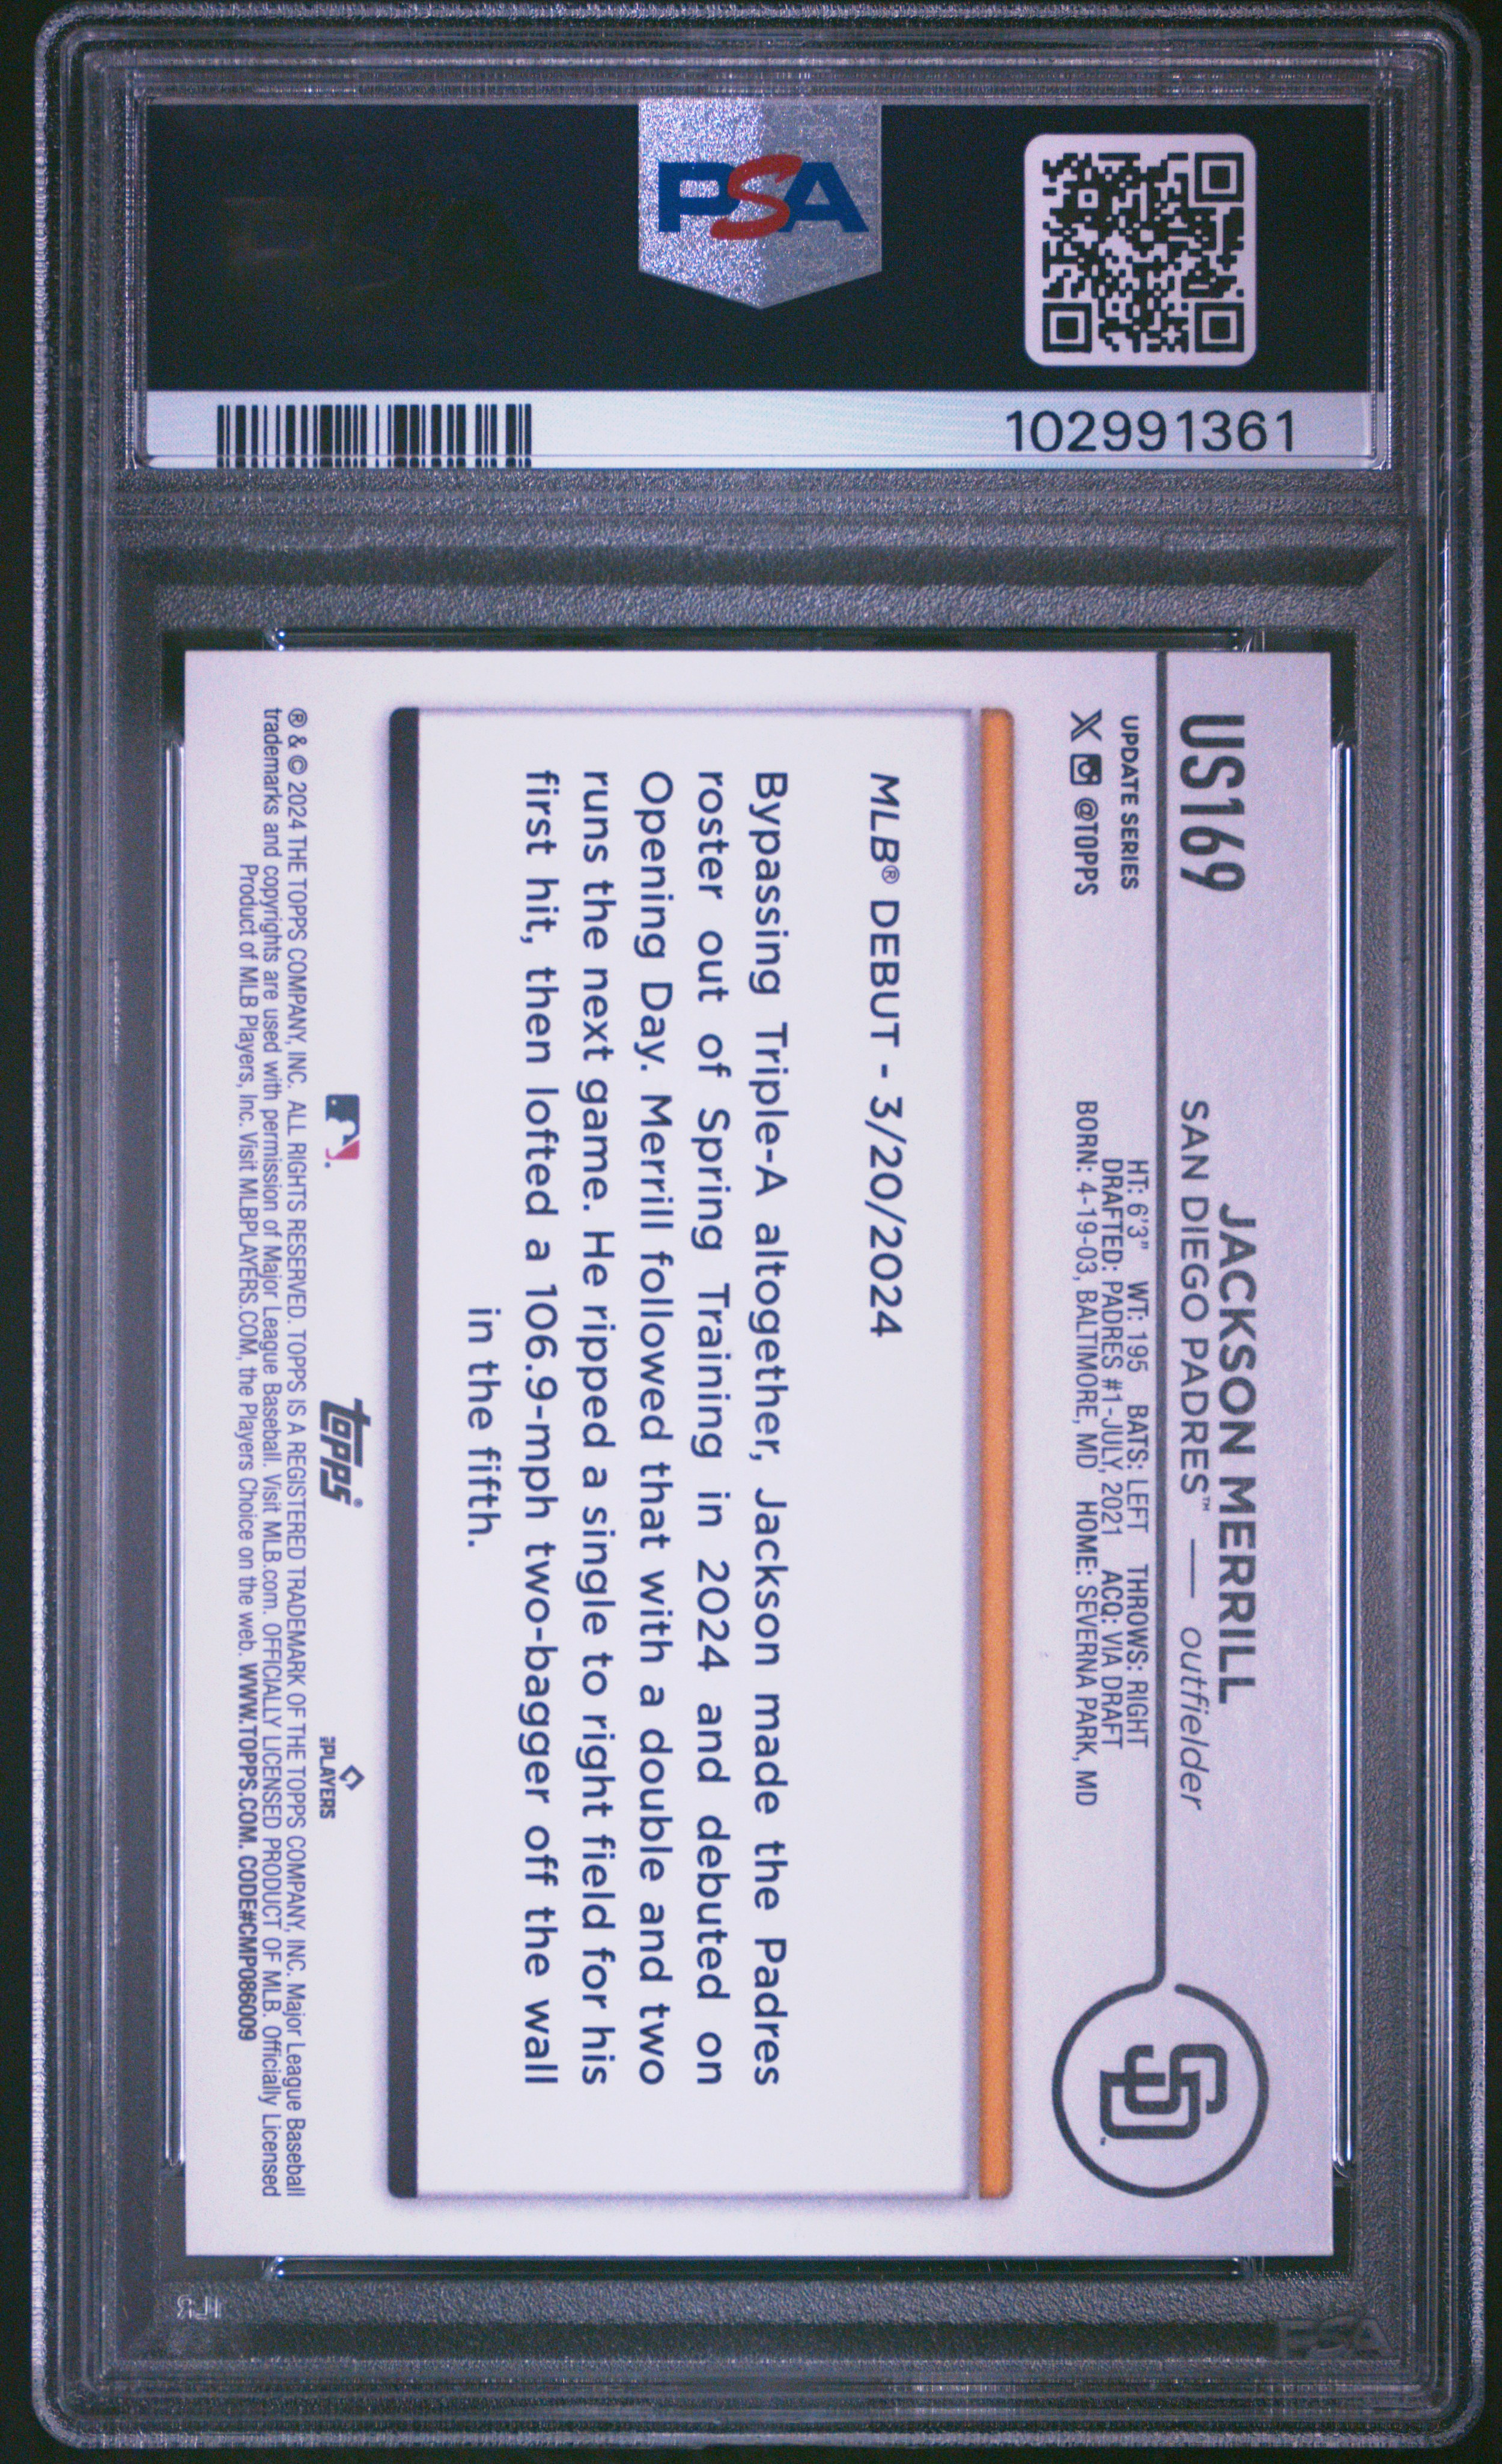 PSA
102991361
US169
UPDATE SERIES
@TOPPS
JACKSON MERRILL
SAN DIEGO PADRES™ — outfielder
HT: 6'3" WT: 195 BATS: LEFT THROWS: RIGHT
DRAFTED: PADRES #1-JULY, 2021 ACQ: VIA DRAFT
BORN: 4-19-03, BALTIMORE, MD HOME: SEVERNA PARK, MD
SD
MLB® DEBUT - 3/20/2024
Bypassing Triple-A altogether, Jackson made the Padres
roster out of Spring Training in 2024 and debuted on
Opening Day. Merrill followed that with a double and two
runs the next game. He ripped a single to right field for his
first hit, then lofted a 106.9-mph two-bagger off the wall
in the fifth.
topps®
PLAYERS
® & © 2024 THE TOPPS COMPANY, INC. ALL RIGHTS RESERVED. TOPPS IS A REGISTERED TRADEMARK OF THE TOPPS COMPANY, INC. Major League Baseball
trademarks and copyrights are used with permission of Major League Baseball. Visit MLB.com. OFFICIALLY LICENSED PRODUCT OF MLB. Officially Licensed
Product of MLB Players, Inc. Visit MLBPLAYERS.COM, the Players Choice on the web. WWW.TOPPS.COM. CODE#CMP086009
PSA